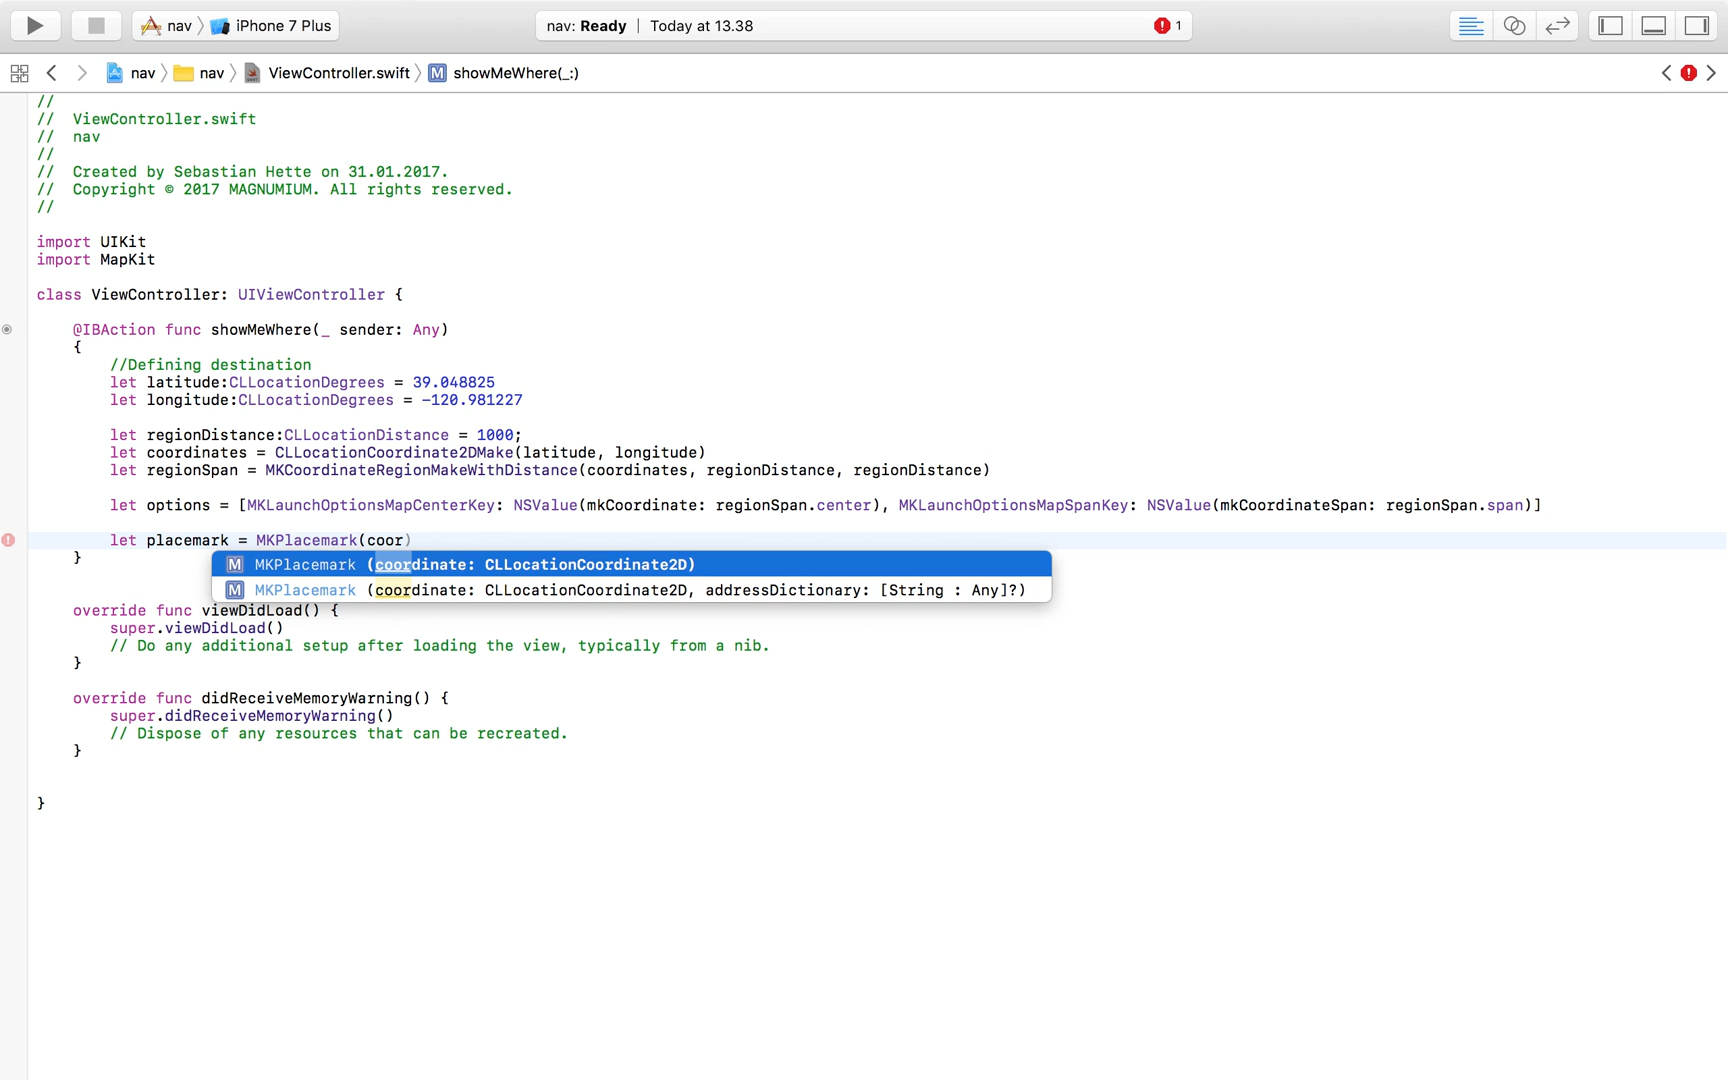 nav iPhone 7 Plus nav: Ready Today at 13.38 1
nav nav ViewController.swift M showMeWhere(_:)
//
// ViewController.swift
// nav
//
// Created by Sebastian Hette on 31.01.2017.
// Copyright © 2017 MAGNUMIUM. All rights reserved.
//
import UIKit
import MapKit
class ViewController: UIViewController {
@IBAction func showMeWhere(_ sender: Any)
{
//Defining destination
let latitude:CLLocationDegrees = 39.048825
let longitude:CLLocationDegrees = -120.981227
let regionDistance:CLLocationDistance = 1000;
let coordinates = CLLocationCoordinate2DMake(latitude, longitude)
let regionSpan = MKCoordinateRegionMakeWithDistance(coordinates, regionDistance, regionDistance)
let options = [MKLaunchOptionsMapCenterKey: NSValue(mkCoordinate: regionSpan.center), MKLaunchOptionsMapSpanKey: NSValue(mkCoordinateSpan: regionSpan.span)]
let placemark = MKPlacemark(coor)
}
M MKPlacemark (coordinate: CLLocationCoordinate2D)
M MKPlacemark (coordinate: CLLocationCoordinate2D, addressDictionary: [String : Any]?)
override func viewDidLoad() {
super.viewDidLoad()
// Do any additional setup after loading the view, typically from a nib.
}
override func didReceiveMemoryWarning() {
super.didReceiveMemoryWarning()
// Dispose of any resources that can be recreated.
}
}